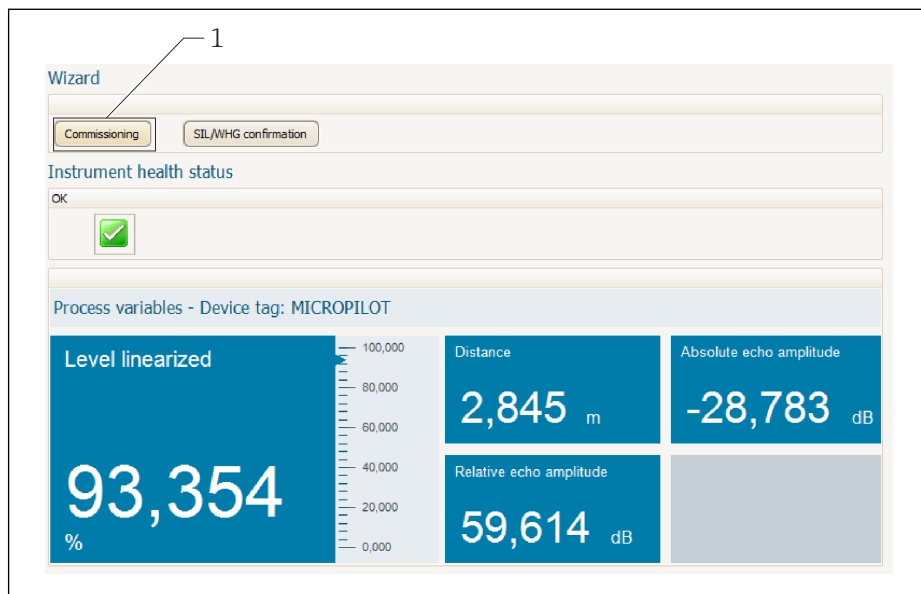 1
Wizard
Commissioning
SIL/WHG confirmation
Instrument health status
OK
Process variables - Device tag: MICROPILOT
Level linearized
93,354
%
100,000
80,000
60,000
40,000
20,000
0,000
Distance
2,845 m
Absolute echo amplitude
-28,783 dB
Relative echo amplitude
59,614 dB